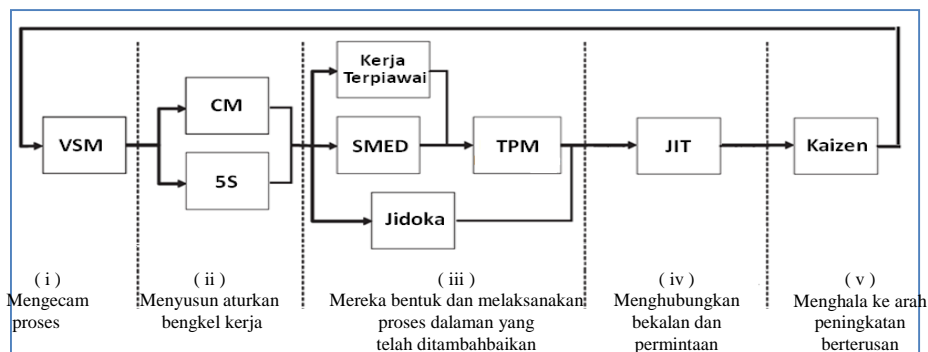 Kerja
Terpiawai
CM
VSM
SMED
TPM
JIT
Kaizen
5S
Jidoka
( i )
Mengecam
proses
( ii )
Menyusun aturkan
bengkel kerja
( iii )
Mereka bentuk dan melaksanakan
proses dalaman yang
telah ditambahbaikan
( iv )
Menghubungkan
bekalan dan
permintaan
( v )
Menghala ke arah
peningkatan
berterusan